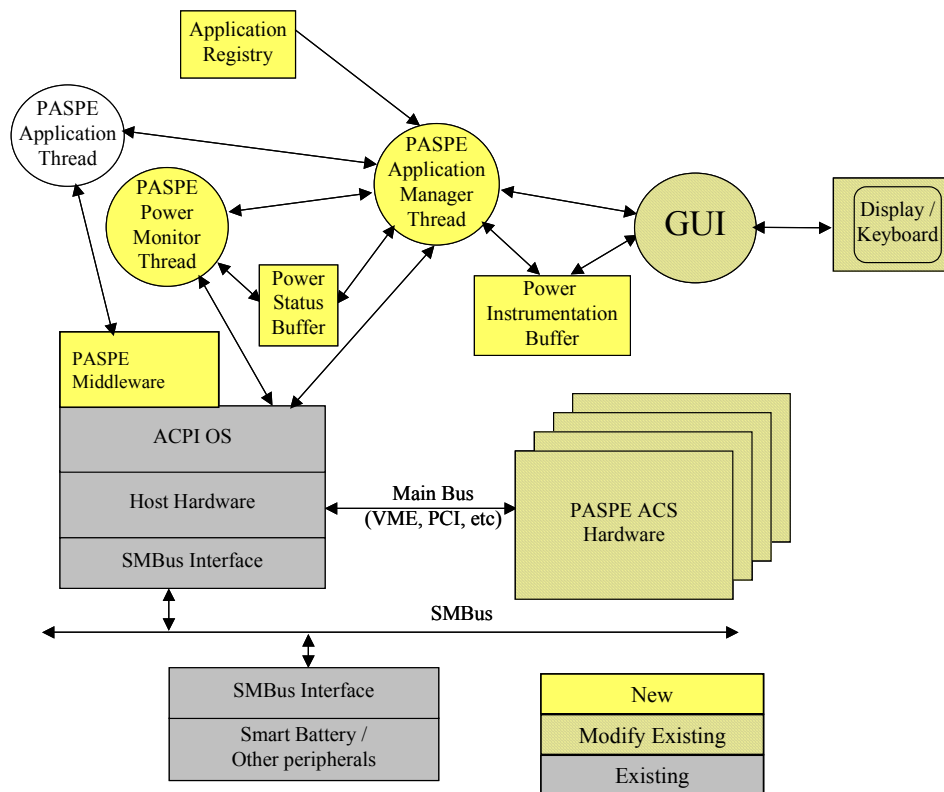 Application
Registry
PASPE
Application
Thread
PASPE
Application
Manager
Thread
PASPE
Power
Monitor
Thread
GUI
Display /
Keyboard
Power
Status
Buffer
Power
Instrumentation
Buffer
PASPE
Middleware
ACPI OS
Host Hardware
SMBus Interface
Main Bus
(VME, PCI, etc)
PASPE ACS
Hardware
SMBus
SMBus Interface
Smart Battery /
Other peripherals
New
Modify Existing
Existing